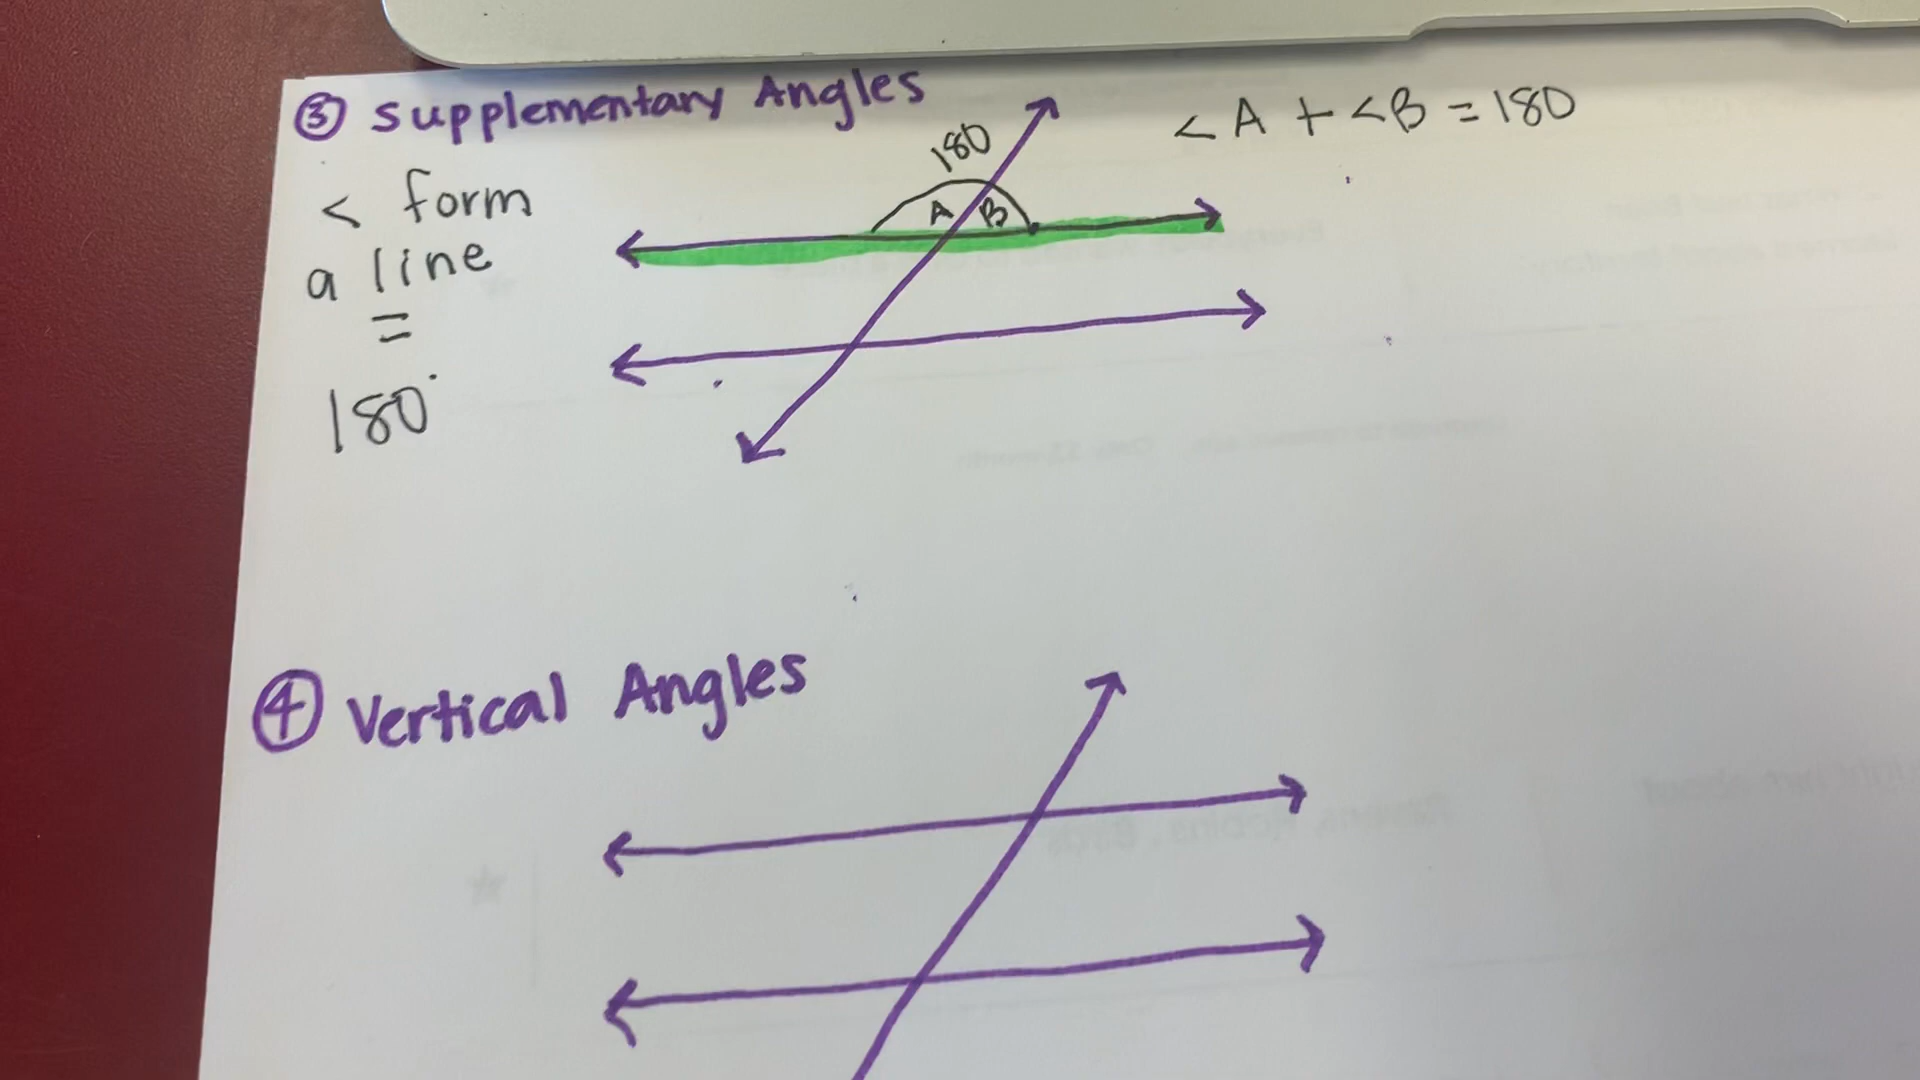 ③ Supplementary Angles
< form
a line
=
180°
180
A B
<A + <B = 180
④ Vertical Angles